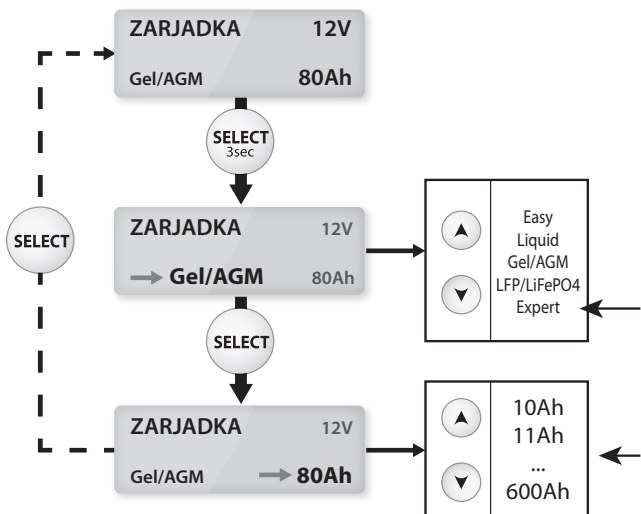 ZARJADKA 12V
Gel/AGM 80Ah
SELECT
3sec
SELECT
ZARJADKA 12V
Gel/AGM 80Ah
Easy
Liquid
Gel/AGM
LFP/LiFePO4
Expert
SELECT
ZARJADKA 12V
Gel/AGM 80Ah
10Ah
11Ah
...
600Ah